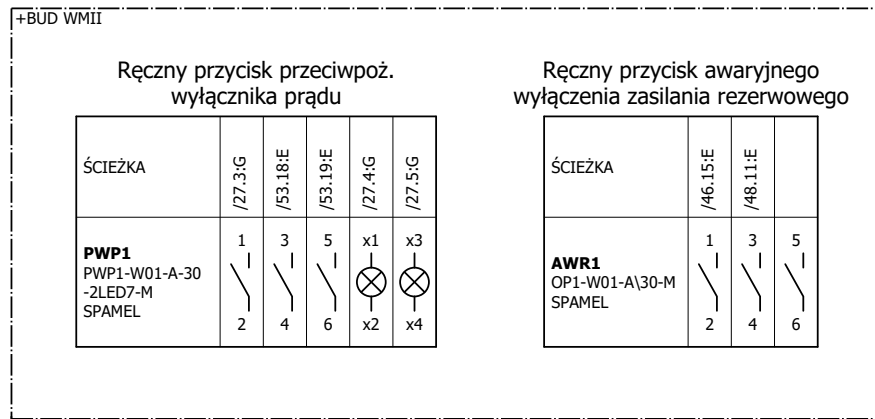 +BUD WMII
Ręczny przycisk przeciwpoż.
wyłącznika prądu
ŚCIEŻKA
/27.3:G
/53.18:E
/53.19:E
/27.4:G
/27.5:G
PWP1
PWP1-W01-A-30
-2LED7-M
SPAMEL
1 3 5 x1 x3
2 4 6 x2 x4
Ręczny przycisk awaryjnego
wyłączenia zasilania rezerwowego
ŚCIEŻKA
/46.15:E
/48.11:E
AWR1
OP1-W01-A\30-M
SPAMEL
1 3 5
2 4 6